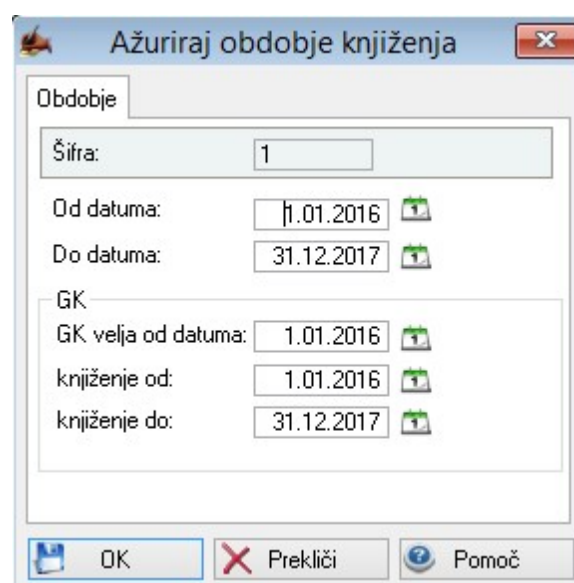 Ažuriraj obdobje knjiženja
Obdobje
Šifra: 1
Od datuma: 1.01.2016
Do datuma: 31.12.2017
GK
GK velja od datuma: 1.01.2016
knjiženje od: 1.01.2016
knjiženje do: 31.12.2017
OK Prekliči Pomoč